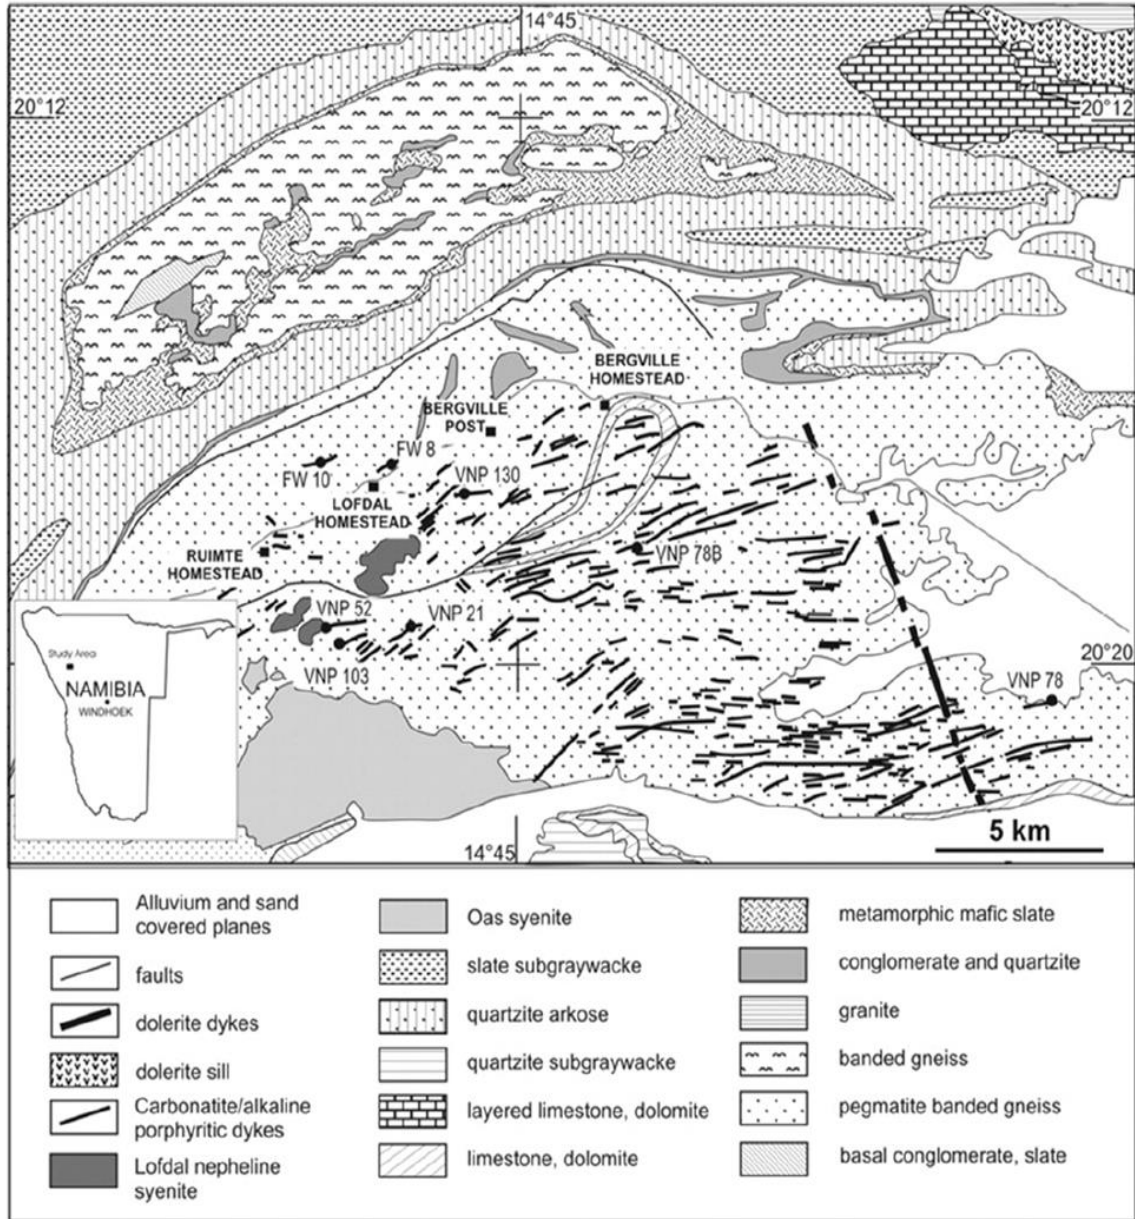 14°45
20°12
20°12
BERGVILLE
HOMESTEAD
BERGVILLE
POST
FW 8
FW 10
VNP 130
LOFDAL
HOMESTEAD
RUIMTE
HOMESTEAD
VNP 78B
VNP 52
VNP 21
VNP 103
20°20
VNP 78
Study Area
NAMIBIA
WINDHOEK
14°45
5 km
Alluvium and sand
covered planes
faults
dolerite dykes
dolerite sill
Carbonatite/alkaline
porphyritic dykes
Lofdal nepheline
syenite
Oas syenite
slate subgraywacke
quartzite arkose
quartzite subgraywacke
layered limestone, dolomite
limestone, dolomite
metamorphic mafic slate
conglomerate and quartzite
granite
banded gneiss
pegmatite banded gneiss
basal conglomerate, slate